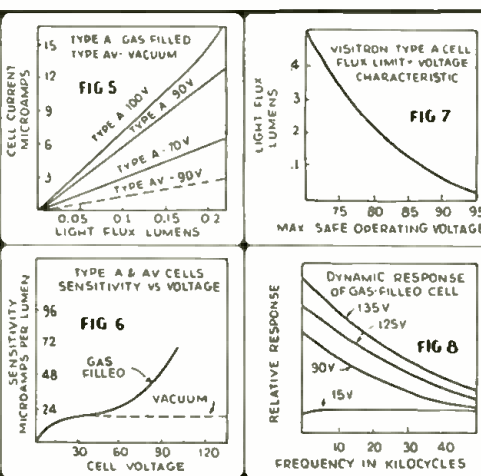 TYPE A GAS FILLED
TYPE AV- VACUUM
FIG 5
CELL CURRENT
MICROAMPS
15
12
9
6
3
TYPE A 100V
TYPE A 90V
TYPE A - 70V
TYPE AV - 90V
0.05 0.1 0.15 0.2
LIGHT FLUX LUMENS
VISITRON TYPE A CELL
FLUX LIMIT - VOLTAGE
CHARACTERISTIC
FIG 7
LIGHT FLUX
LUMENS
.4
.3
.2
.1
75 80 85 90 95
MAX SAFE OPERATING VOLTAGE
TYPE A & AV CELLS
SENSITIVITY VS VOLTAGE
FIG 6
SENSITIVITY
MICROAMPS PER LUMEN
96
72
48
24
GAS
FILLED
VACUUM
30 60 90 120
CELL VOLTAGE
DYNAMIC RESPONSE
OF GAS-FILLED CELL
135V
125V
FIG 8
90V
15V
RELATIVE RESPONSE
10 20 30 40 50
FREQUENCY IN KILOCYCLES